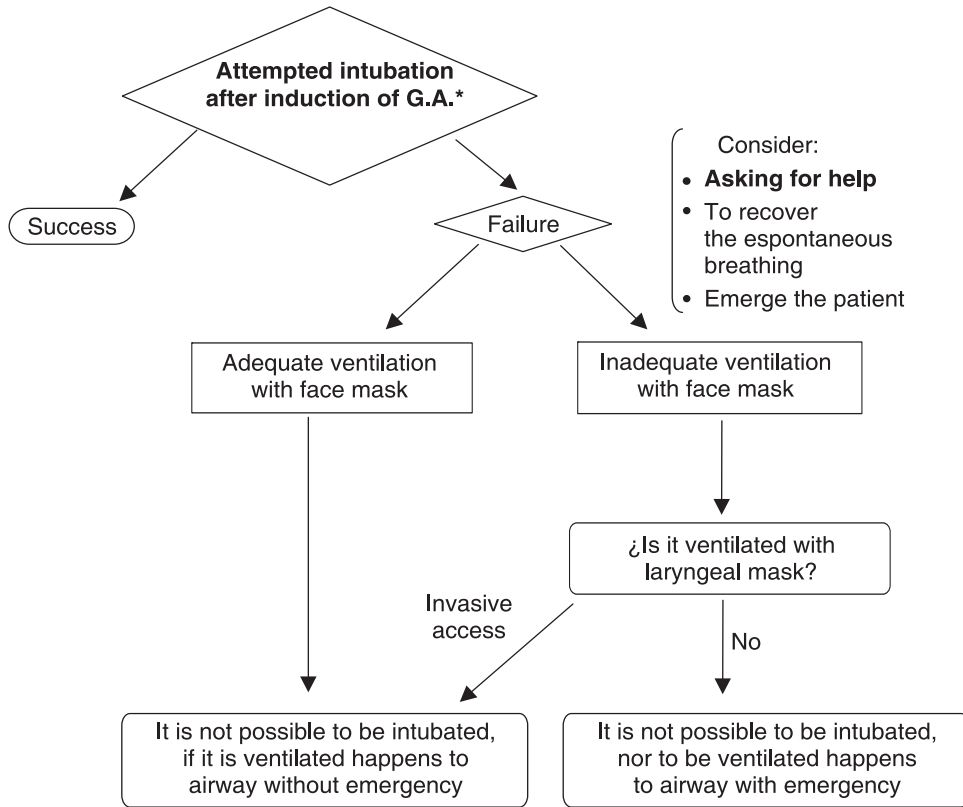 Attempted intubation
after induction of G.A.*
Success
Failure
Consider:
• Asking for help
• To recover
the espontaneous
breathing
• Emerge the patient
Adequate ventilation
with face mask
Inadequate ventilation
with face mask
¿Is it ventilated with
laryngeal mask?
Invasive
access
No
It is not possible to be intubated,
if it is ventilated happens to
airway without emergency
It is not possible to be intubated,
nor to be ventilated happens
to airway with emergency